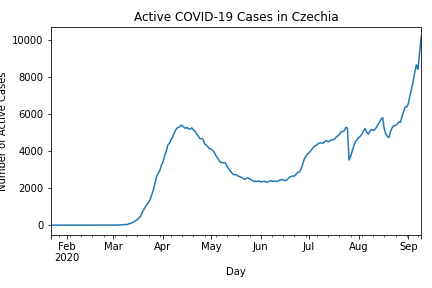 Active COVID-19 Cases in Czechia
Number of Active Cases
10000
8000
6000
4000
2000
0
Feb
2020
Mar
Apr
May
Jun
Jul
Aug
Sep
Day